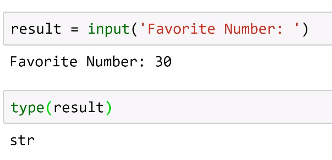 result = input('Favorite Number: ')
Favorite Number: 30
type(result)
str